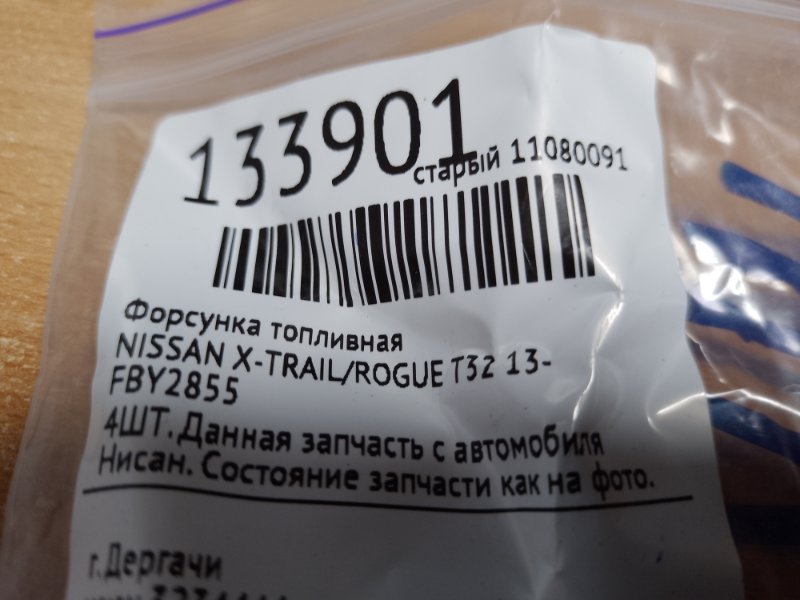 133901
старый 11080091
Форсунка топливная
NISSAN X-TRAIL/ROGUE T32 13-
FBY2855
4ШТ. Данная запчасть с автомобиля
Нисан. Состояние запчасти как на фото.
г.Дергачи